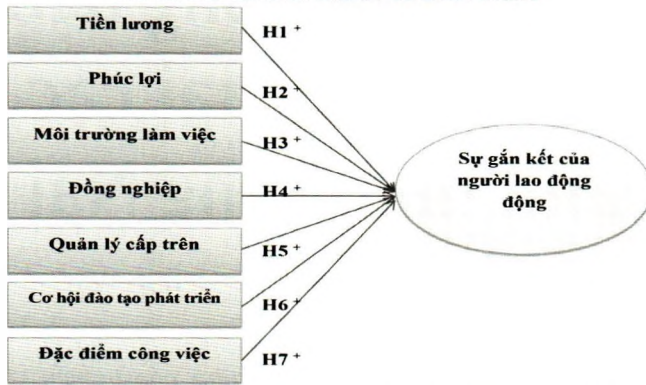 Tiền lương
H1 +
Phúc lợi
H2 +
Môi trường làm việc
H3 +
Đồng nghiệp
H4 +
Quản lý cấp trên
H5 +
Cơ hội đào tạo phát triển
H6 +
Đặc điểm công việc
H7 +
Sự gắn kết của
người lao động
động